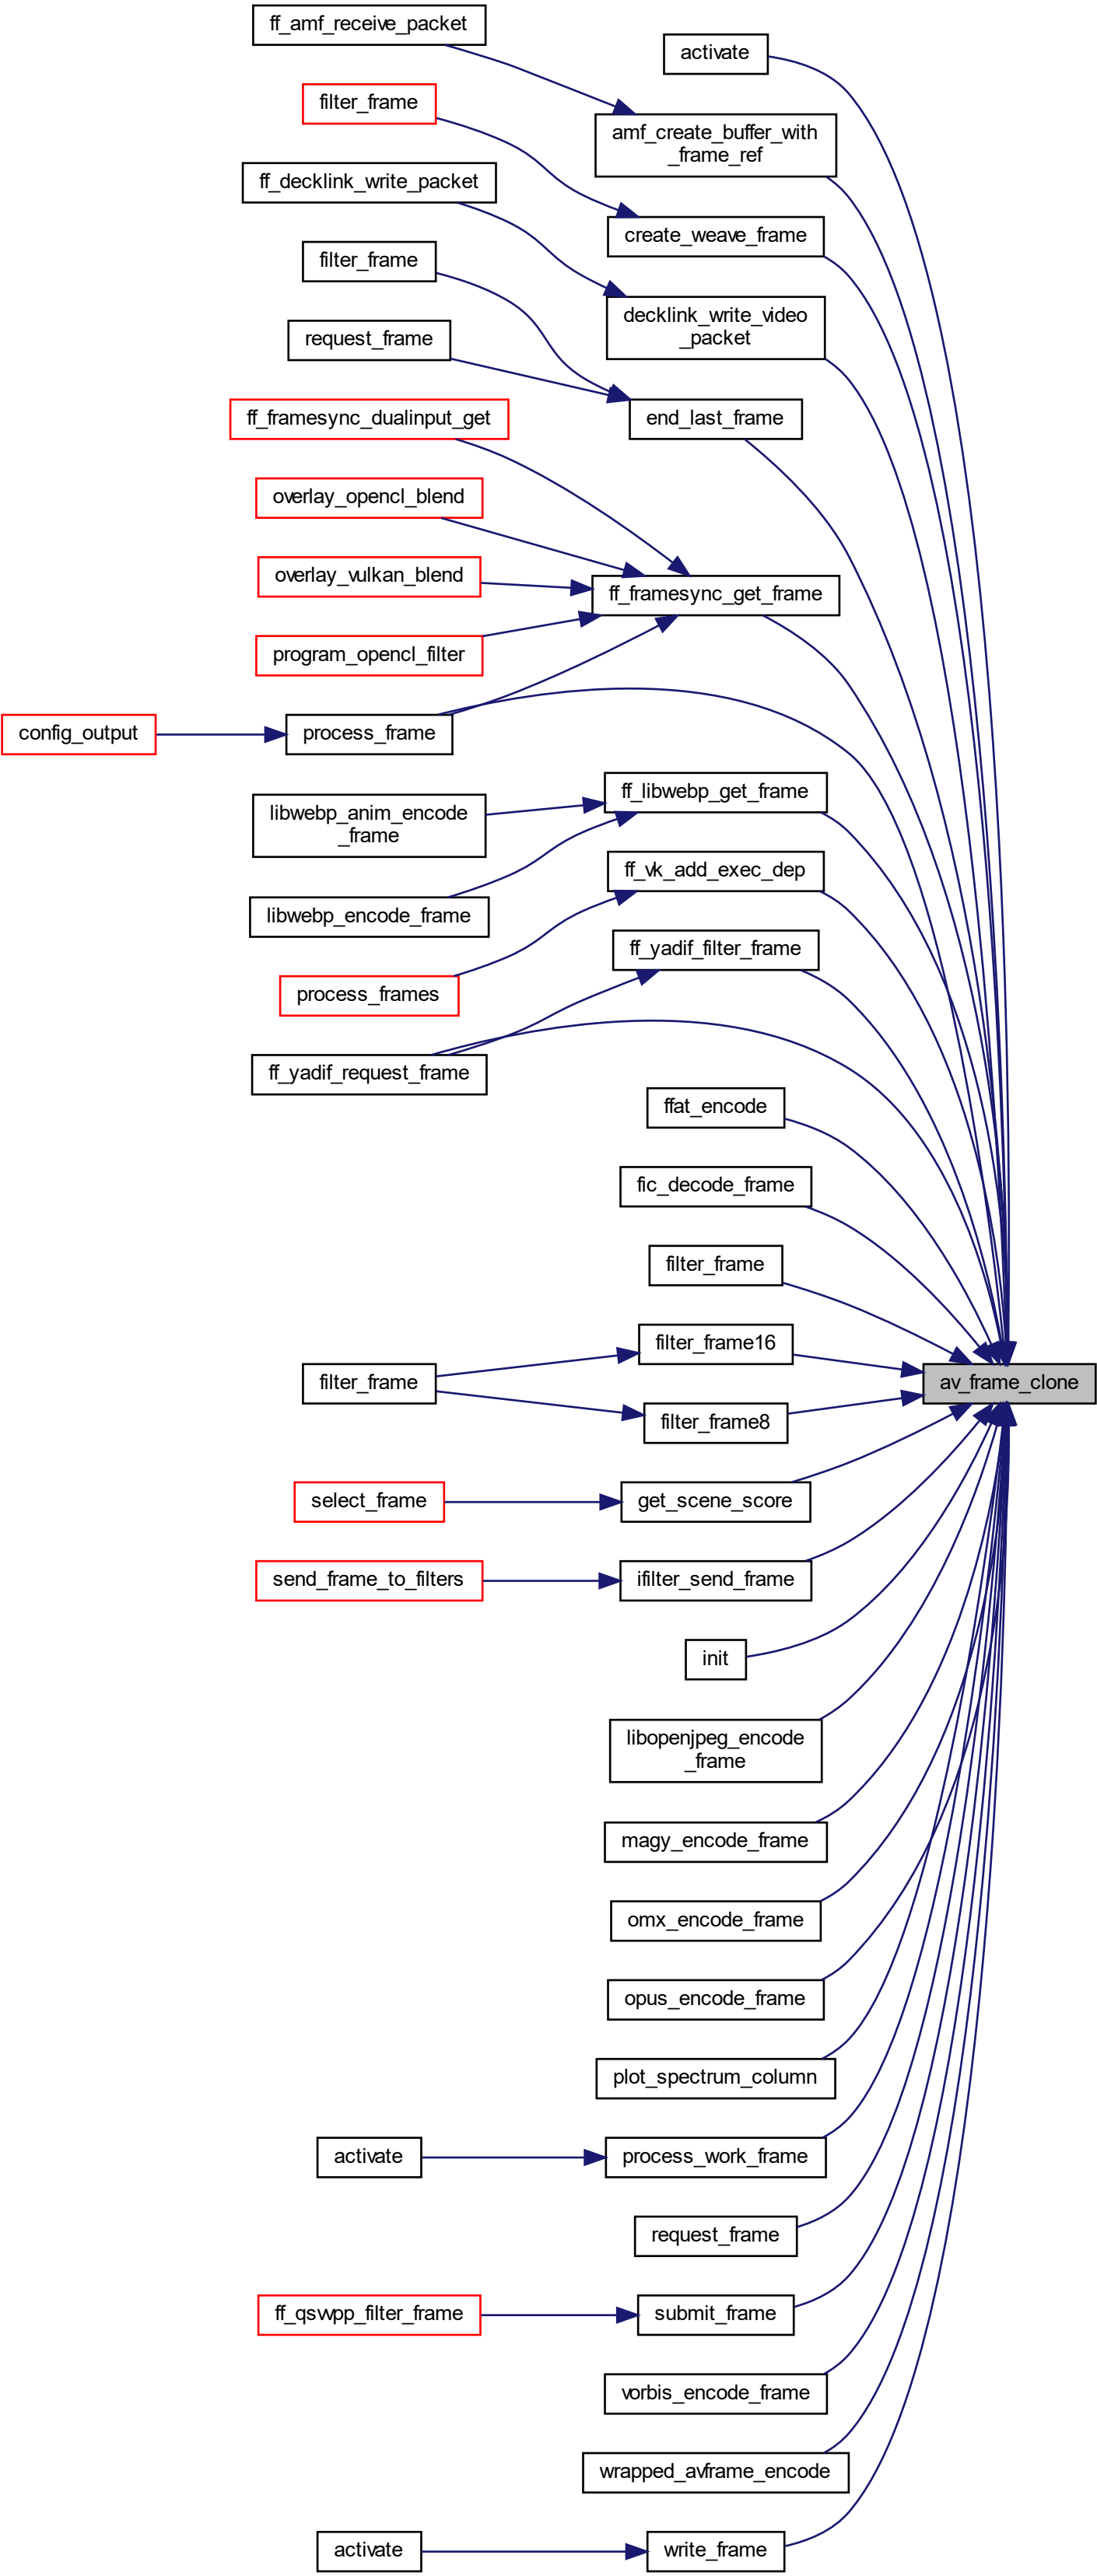 ff_amf_receive_packet
activate
filter_frame
amf_create_buffer_with
_frame_ref
ff_decklink_write_packet
create_weave_frame
filter_frame
decklink_write_video
_packet
request_frame
end_last_frame
ff_framesync_dualinput_get
overlay_opencl_blend
overlay_vulkan_blend
ff_framesync_get_frame
program_opencl_filter
config_output
process_frame
ff_libwebp_get_frame
libwebp_anim_encode
_frame
ff_vk_add_exec_dep
libwebp_encode_frame
ff_yadif_filter_frame
process_frames
ff_yadif_request_frame
ffat_encode
fic_decode_frame
filter_frame
filter_frame16
filter_frame
av_frame_clone
filter_frame8
select_frame
get_scene_score
send_frame_to_filters
ifilter_send_frame
init
libopenjpeg_encode
_frame
magy_encode_frame
omx_encode_frame
opus_encode_frame
plot_spectrum_column
activate
process_work_frame
request_frame
ff_qsvvpp_filter_frame
submit_frame
vorbis_encode_frame
wrapped_avframe_encode
activate
write_frame